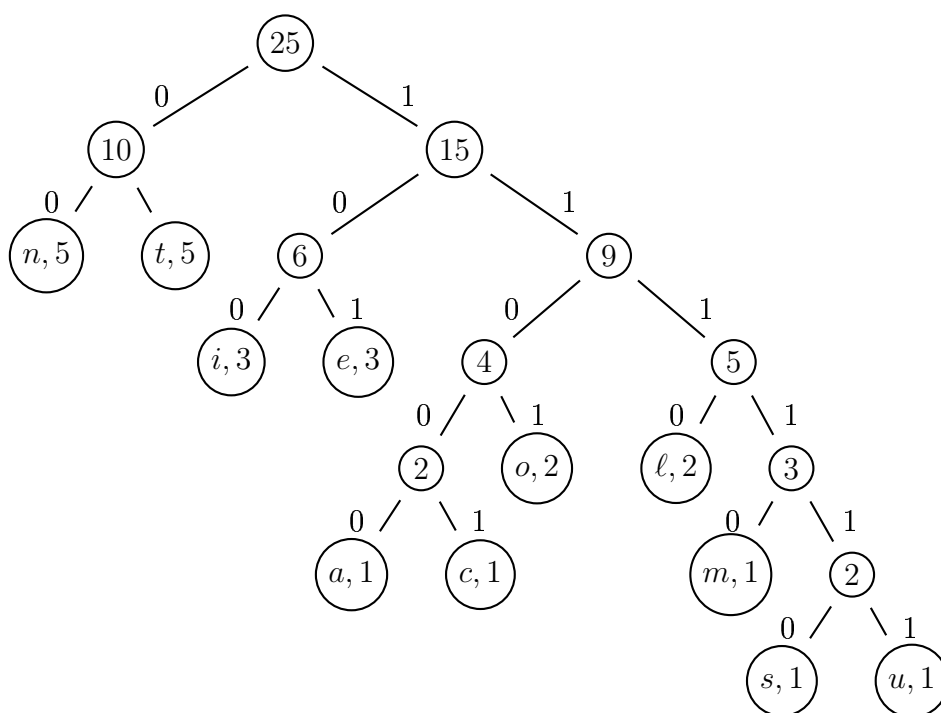 25
0 1
10 15
0 0 1
n, 5 t, 5 6 9
0 1 0 1
i, 3 e, 3 4 5
0 1 0 1
2 o, 2 ℓ, 2 3
0 1 0 1
a, 1 c, 1 m, 1 2
0 1
s, 1 u, 1